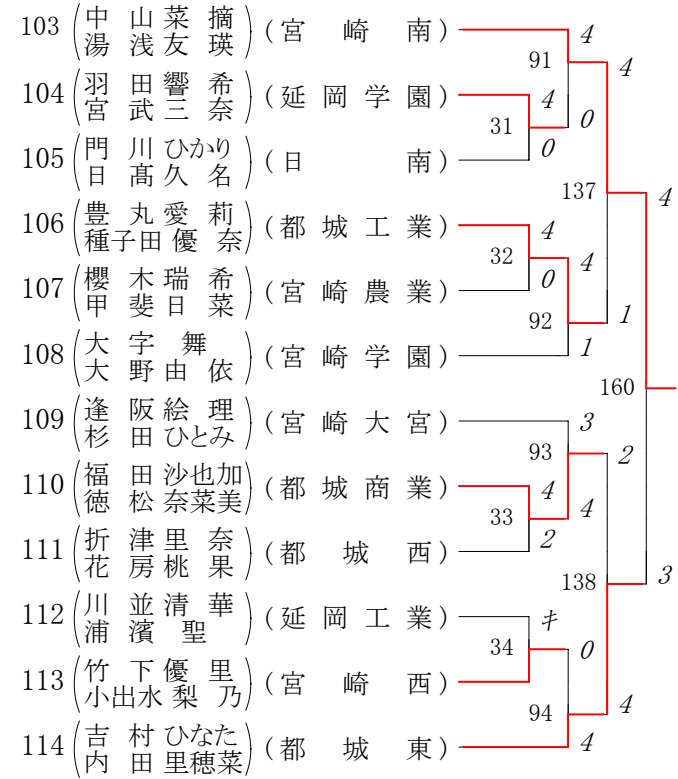 103 中山菜摘 (宮崎南) 4
湯浅友瑛
91 4
104 羽田響希 (延岡学園) 4 0
宮武三奈
31
105 門川ひかり (日南) 0
日髙久名
137 4
106 豊丸愛莉 (都城工業) 4
種子田優奈
32 4
107 櫻木瑞希 (宮崎農業) 0
甲斐日菜
92 1
108 大字舞 (宮崎学園) 1
大野由依
160
109 逢阪絵理 (宮崎大宮) 3
杉田ひとみ
93 2
110 福田沙也加 (都城商業) 4 4
徳松奈菜美
33
111 折津里奈 (都城西) 2
花房桃果
138 3
112 川並清華 (延岡工業) キ
浦濱聖
34 0
113 竹下優里 (宮崎西)
小出水梨乃
94 4
114 吉村ひなた (都城東) 4
内田里穂菜